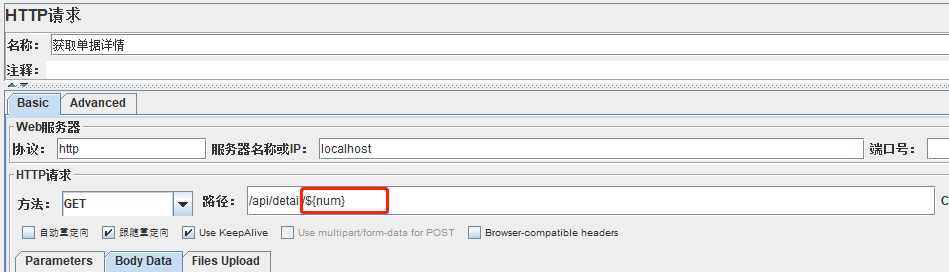 HTTP请求
名称： 获取单据详情
注释：
Basic Advanced
Web服务器
协议： http 服务器名称或IP： localhost 端口号：
HTTP请求
方法： GET 路径： /api/detail/${num} C
自动重定向 跟随重定向 Use KeepAlive Use multipart/form-data for POST Browser-compatible headers
Parameters Body Data Files Upload